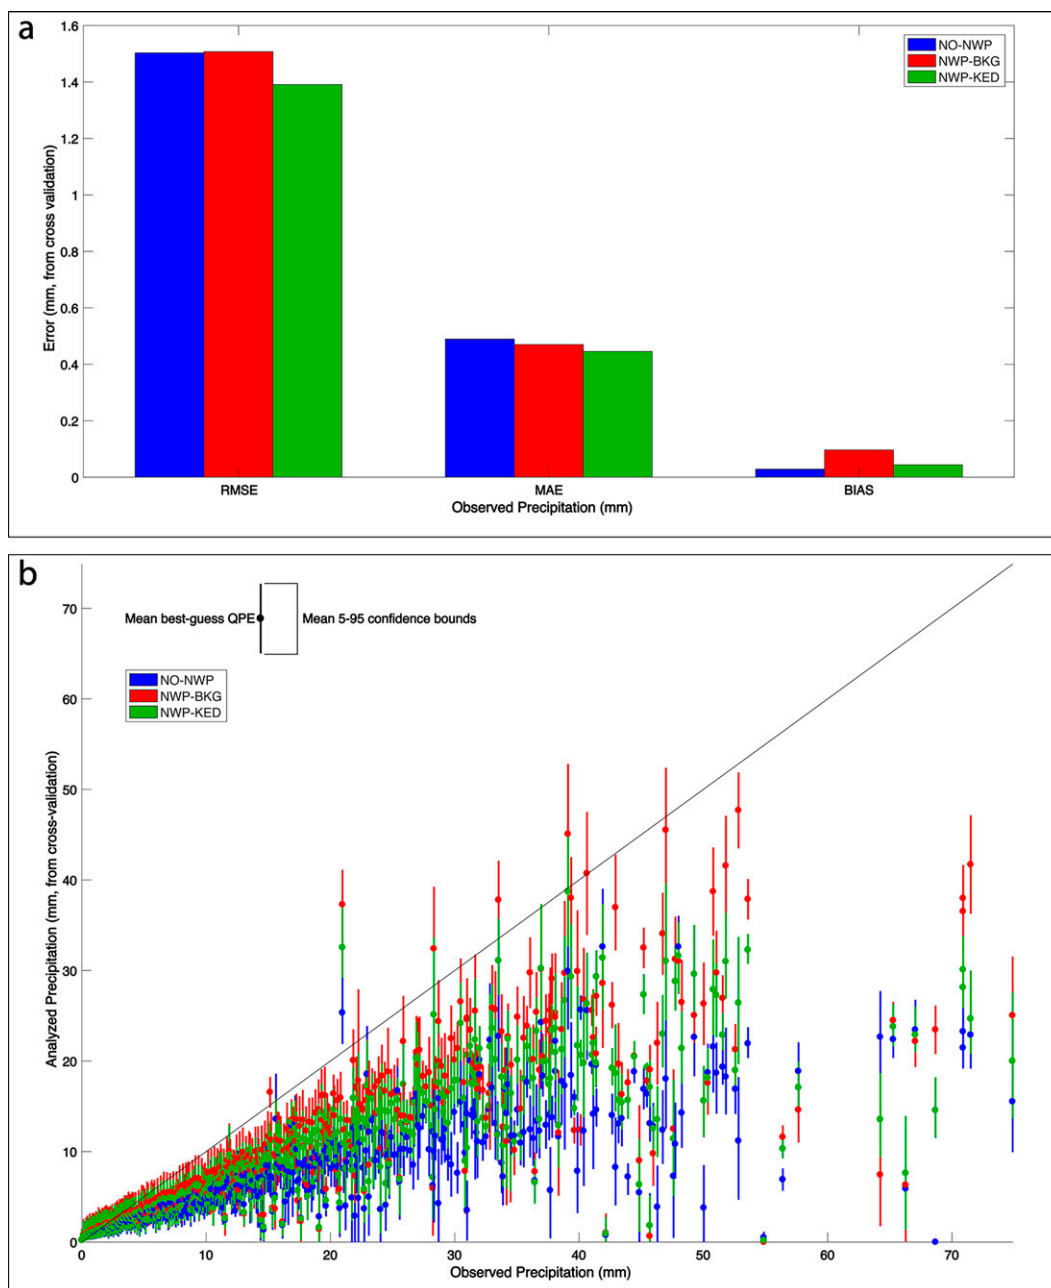 a
1.6
1.4
1.2
1
0.8
0.6
0.4
0.2
0
Error (mm, from cross validation)
NO-NWP
NWP-BKG
NWP-KED
RMSE MAE BIAS
Observed Precipitation (mm)
b
70
60
50
40
30
20
10
0
Analyzed Precipitation (mm, from cross-validation)
Mean best-guess QPE Mean 5-95 confidence bounds
NO-NWP
NWP-BKG
NWP-KED
0 10 20 30 40 50 60 70
Observed Precipitation (mm)